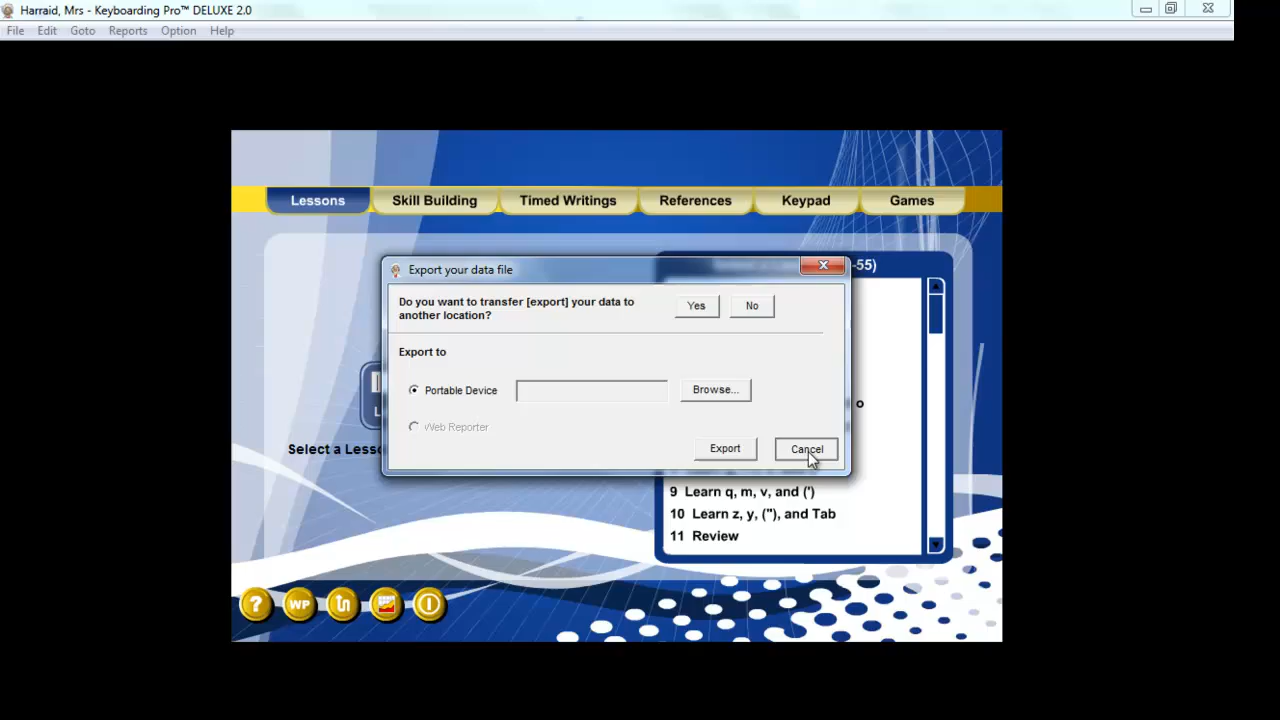 Harraid, Mrs - Keyboarding Pro™ DELUXE 2.0
File Edit Goto Reports Option Help
Lessons Skill Building Timed Writings References Keypad Games
-55)
Export your data file
Do you want to transfer [export] your data to
another location?
Yes No
Export to
Portable Device Browse...
o
Web Reporter
Export Cancel
Select a Lesso
9 Learn q, m, v, and (')
10 Learn z, y, ("), and Tab
11 Review
? WP